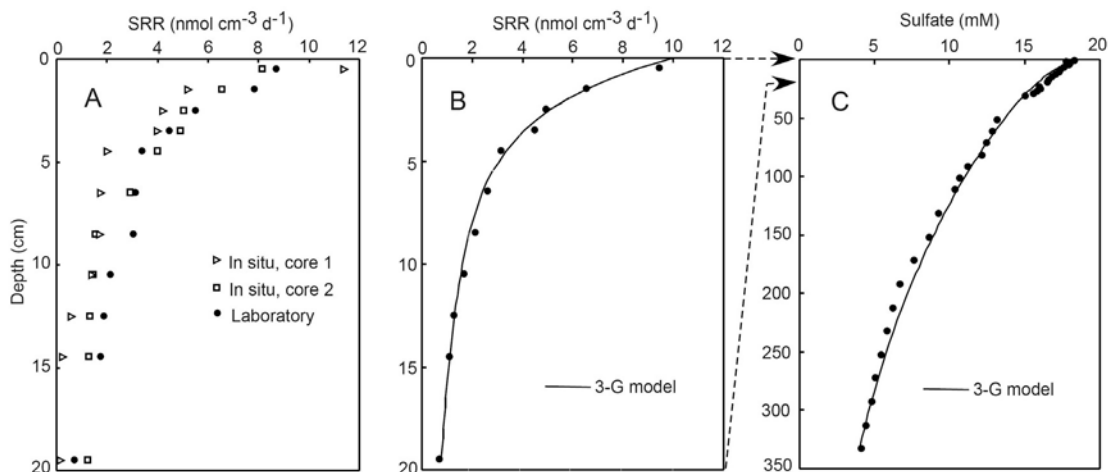 SRR (nmol cm⁻³ d⁻¹)
0 2 4 6 8 10 12
0
A
5
10
15
20
Depth (cm)
In situ, core 1
In situ, core 2
Laboratory
SRR (nmol cm⁻³ d⁻¹)
0 2 4 6 8 10 12
0
B
5
10
15
20
3-G model
Sulfate (mM)
0 5 10 15 20
C
50
100
150
200
250
300
350
3-G model